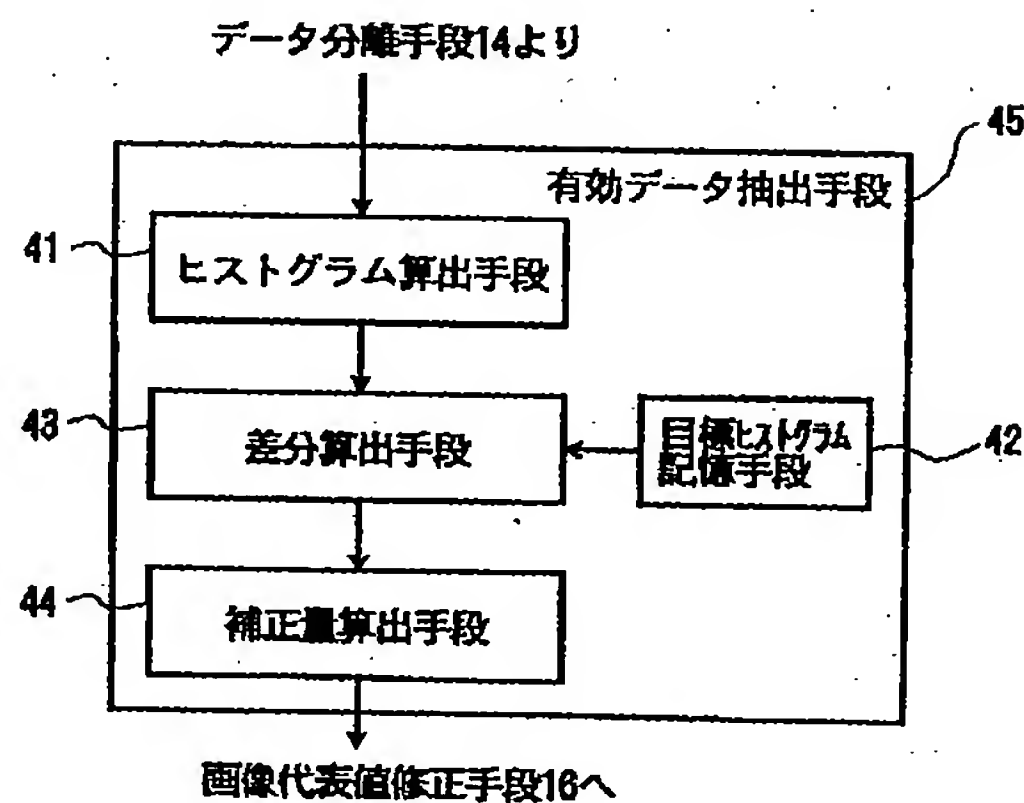 データ分離手段14より
45
有効データ抽出手段
41
ヒストグラム算出手段
43
差分算出手段
目標ヒストグラム
記憶手段
42
44
補正量算出手段
画像代表値修正手段16へ